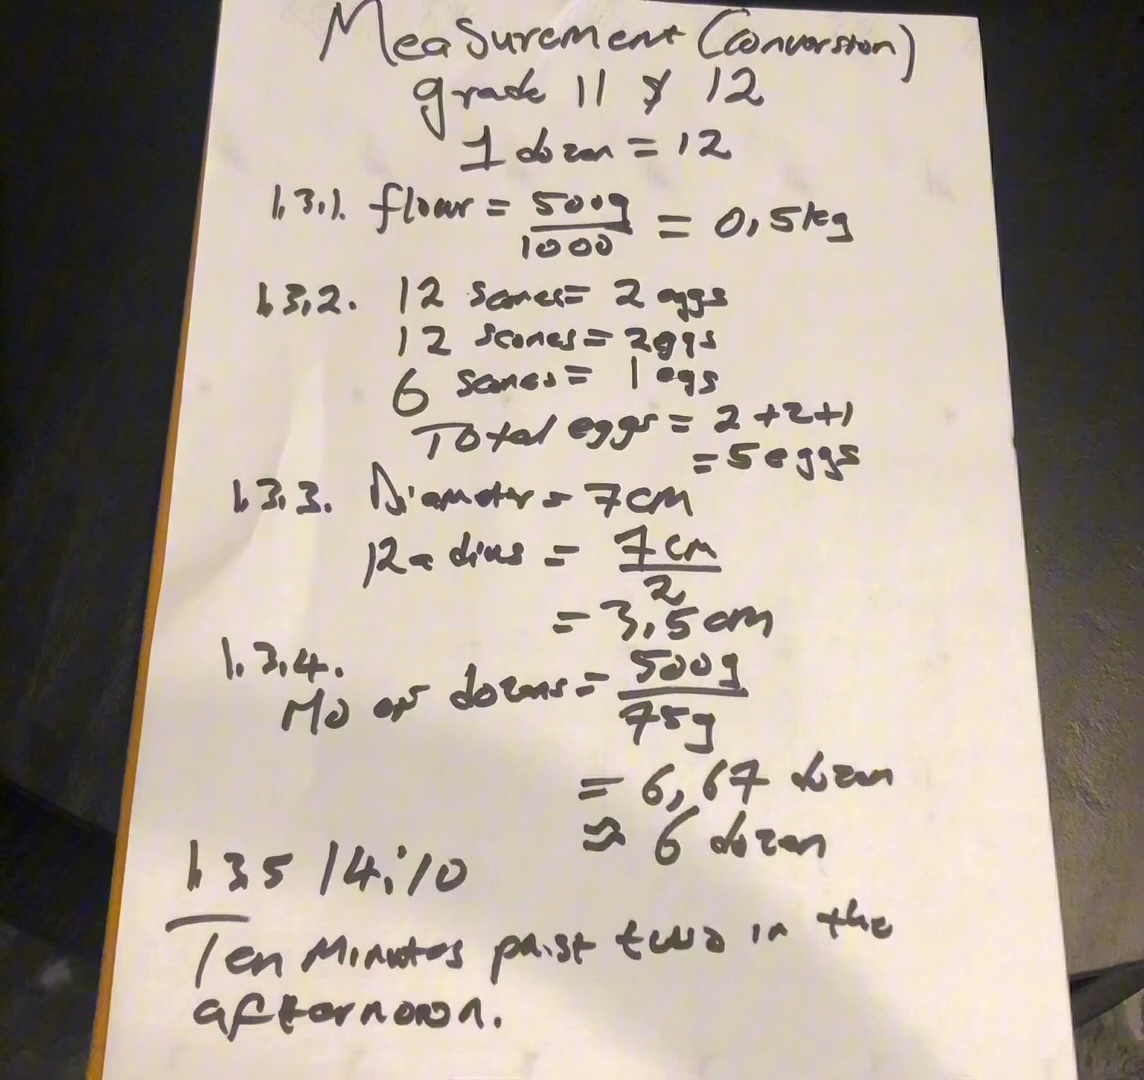 Measurement (Conversion)
grade 11 & 12
1 dozen = 12
1.3.1. flour = 500g / 1000 = 0,5kg
1.3.2. 12 scones = 2 eggs
12 scones = 2eggs
6 scones = 1 eggs
Total eggs = 2 + 2 + 1
= 5 eggs
1.3.3. Diameter = 7cm
Radius = 7cm / 2
= 3,5cm
1.3.4.
No of dozens = 500g / 75g
= 6,67 dozen
≈ 6 dozen
1.3.5 14:10
Ten Minutes past two in the
afternoon.